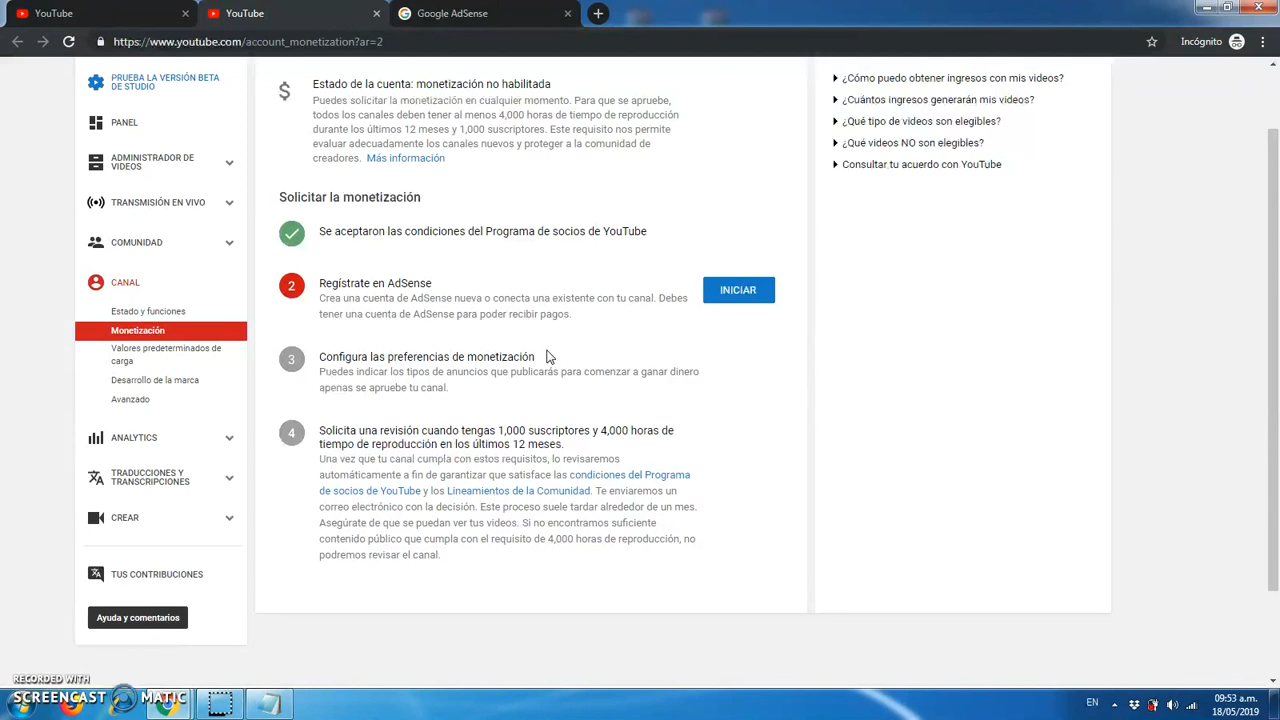 YouTube
YouTube
Google AdSense
https://www.youtube.com/account_monetization?ar=2
Incógnito
PRUEBA LA VERSIÓN BETA
DE STUDIO
PANEL
ADMINISTRADOR DE
VIDEOS
TRANSMISIÓN EN VIVO
COMUNIDAD
CANAL
Estado y funciones
Monetización
Valores predeterminados de
carga
Desarrollo de la marca
Avanzado
ANALYTICS
TRADUCCIONES Y
TRANSCRIPCIONES
CREAR
TUS CONTRIBUCIONES
Ayuda y comentarios
Estado de la cuenta: monetización no habilitada
Puedes solicitar la monetización en cualquier momento. Para que se apruebe,
todos los canales deben tener al menos 4,000 horas de tiempo de reproducción
durante los últimos 12 meses y 1,000 suscriptores. Este requisito nos permite
evaluar adecuadamente los canales nuevos y proteger a la comunidad de
creadores. Más información
Solicitar la monetización
Se aceptaron las condiciones del Programa de socios de YouTube
2
Regístrate en AdSense
Crea una cuenta de AdSense nueva o conecta una existente con tu canal. Debes
tener una cuenta de AdSense para poder recibir pagos.
INICIAR
3
Configura las preferencias de monetización
Puedes indicar los tipos de anuncios que publicarás para comenzar a ganar dinero
apenas se apruebe tu canal.
4
Solicita una revisión cuando tengas 1,000 suscriptores y 4,000 horas de
tiempo de reproducción en los últimos 12 meses.
Una vez que tu canal cumpla con estos requisitos, lo revisaremos
automáticamente a fin de garantizar que satisface las condiciones del Programa
de socios de YouTube y los Lineamientos de la Comunidad. Te enviaremos un
correo electrónico con la decisión. Este proceso suele tardar alrededor de un mes.
Asegúrate de que se puedan ver tus videos. Si no encontramos suficiente
contenido público que cumpla con el requisito de 4,000 horas de reproducción, no
podremos revisar el canal.
¿Cómo puedo obtener ingresos con mis videos?
¿Cuántos ingresos generarán mis videos?
¿Qué tipo de videos son elegibles?
¿Qué videos NO son elegibles?
Consultar tu acuerdo con YouTube
RECORDED WITH
SCREENCAST MATIC
EN
09:53 a.m.
18/05/2019